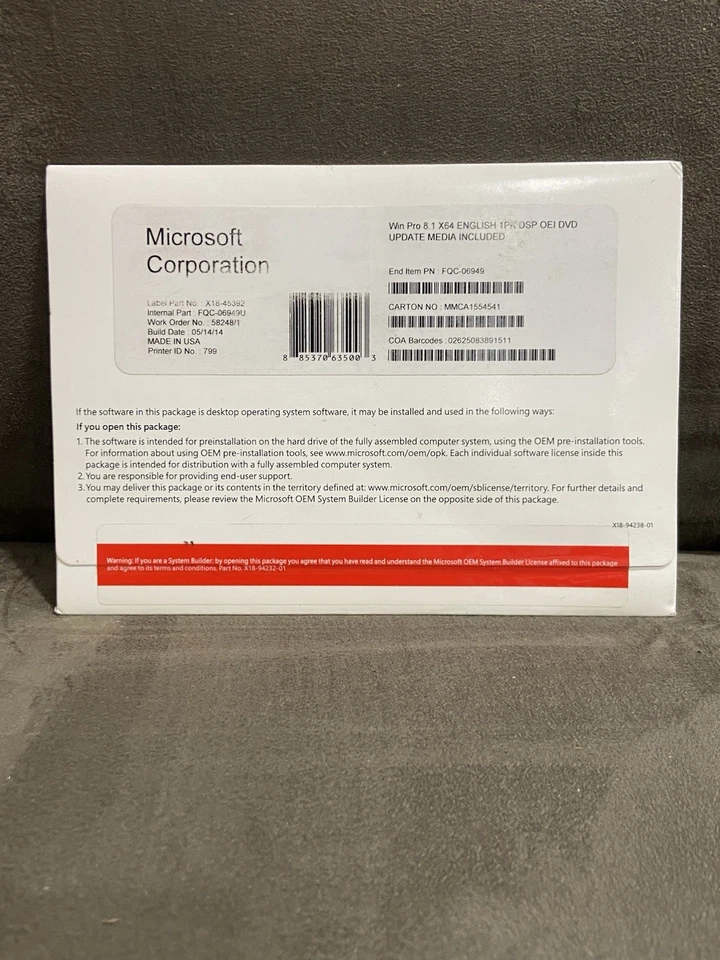 Microsoft
Corporation
Label Part No. : X18-45392
Internal Part : FQC-06949U
Work Order No. : 58248/1
Build Date : 05/14/14
MADE IN USA
Printer ID No. : 799
8 85370 63500 3
Win Pro 8.1 X64 ENGLISH 1PK DSP OEI DVD
UPDATE MEDIA INCLUDED
End Item PN : FQC-06949
CARTON NO : MMCA1554541
COA Barcodes : 02625083891511
If the software in this package is desktop operating system software, it may be installed and used in the following ways:
If you open this package:
1. The software is intended for preinstallation on the hard drive of the fully assembled computer system, using the OEM pre-installation tools.
For information about using OEM pre-installation tools, see www.microsoft.com/oem/opk. Each individual software license inside this
package is intended for distribution with a fully assembled computer system.
2. You are responsible for providing end-user support.
3. You may deliver this package or its contents in the territory defined at: www.microsoft.com/oem/sblicense/territory. For further details and
complete requirements, please review the Microsoft OEM System Builder License on the opposite side of this package.
X18-94238-01
Warning: If you are a System Builder: by opening this package you agree that you have read and understand the Microsoft OEM System Builder License affixed to this package
and agree to its terms and conditions. Part No. X18-94232-01